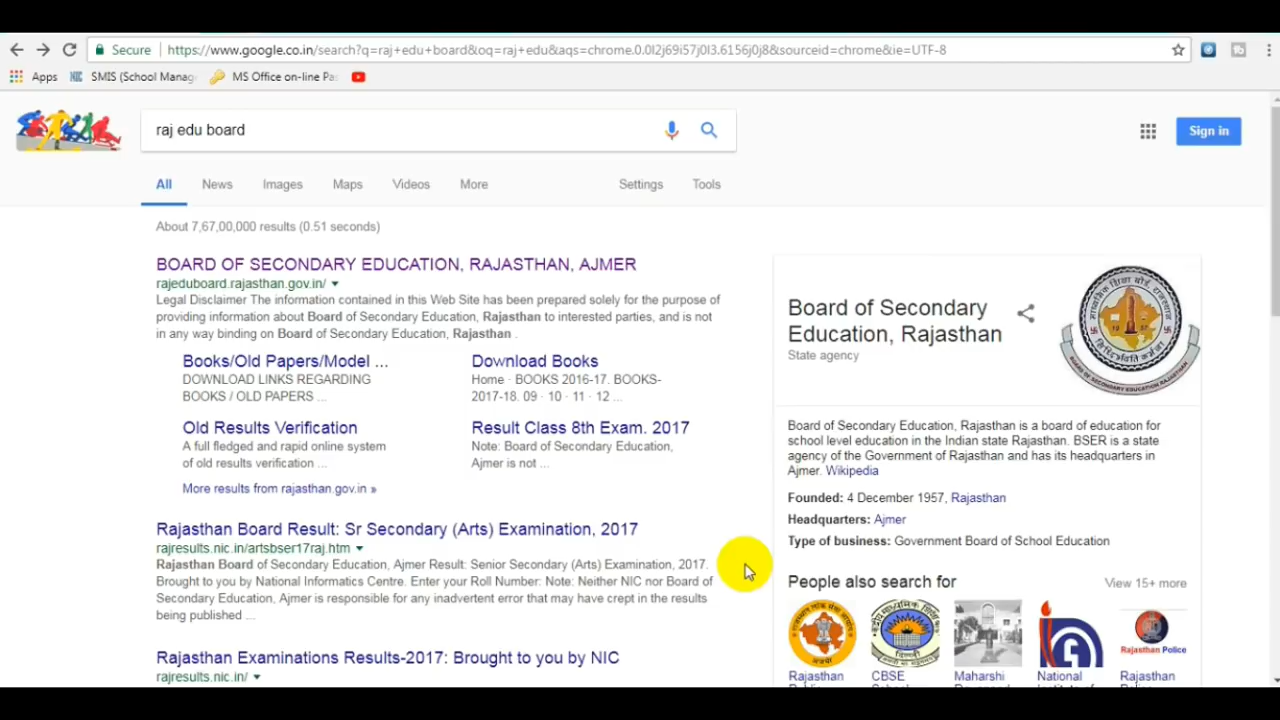 Secure
https://www.google.co.in/search?q=raj+edu+board&oq=raj+edu&aqs=chrome.0.0l2j69i57j0l3.6156j0j8&sourceid=chrome&ie=UTF-8
Apps
SMIS (School Manag
MS Office on-line Pa
raj edu board
Sign in
All News Images Maps Videos More Settings Tools
About 7,67,00,000 results (0.51 seconds)
BOARD OF SECONDARY EDUCATION, RAJASTHAN, AJMER
rajeduboard.rajasthan.gov.in/
Legal Disclaimer The information contained in this Web Site has been prepared solely for the purpose of
providing information about Board of Secondary Education, Rajasthan to interested parties, and is not
in any way binding on Board of Secondary Education, Rajasthan .
Books/Old Papers/Model ...
DOWNLOAD LINKS REGARDING
BOOKS / OLD PAPERS ...
Download Books
Home · BOOKS 2016-17. BOOKS-
2017-18. 09 · 10 · 11 · 12 ...
Old Results Verification
A full fledged and rapid online system
of old results verification ...
Result Class 8th Exam. 2017
Note: Board of Secondary Education,
Ajmer is not ...
More results from rajasthan.gov.in »
Rajasthan Board Result: Sr Secondary (Arts) Examination, 2017
rajresults.nic.in/artsbser17raj.htm
Rajasthan Board of Secondary Education, Ajmer Result: Senior Secondary (Arts) Examination, 2017.
Brought to you by National Informatics Centre. Enter your Roll Number: Note: Neither NIC nor Board of
Secondary Education, Ajmer is responsible for any inadvertent error that may have crept in the results
being published ...
Rajasthan Examinations Results-2017: Brought to you by NIC
rajresults.nic.in/
Board of Secondary
Education, Rajasthan
State agency
BOARD OF SECONDARY EDUCATION RAJASTHAN
Board of Secondary Education, Rajasthan is a board of education for
school level education in the Indian state Rajasthan. BSER is a state
agency of the Government of Rajasthan and has its headquarters in
Ajmer. Wikipedia
Founded: 4 December 1957, Rajasthan
Headquarters: Ajmer
Type of business: Government Board of School Education
People also search for
View 15+ more
Rajasthan Police
Rajasthan
CBSE
Maharshi
National
Rajasthan